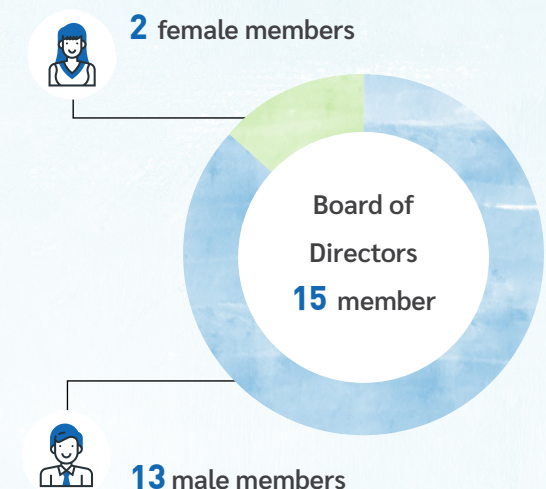 2 female members
Board of
Directors
15 member
13 male members